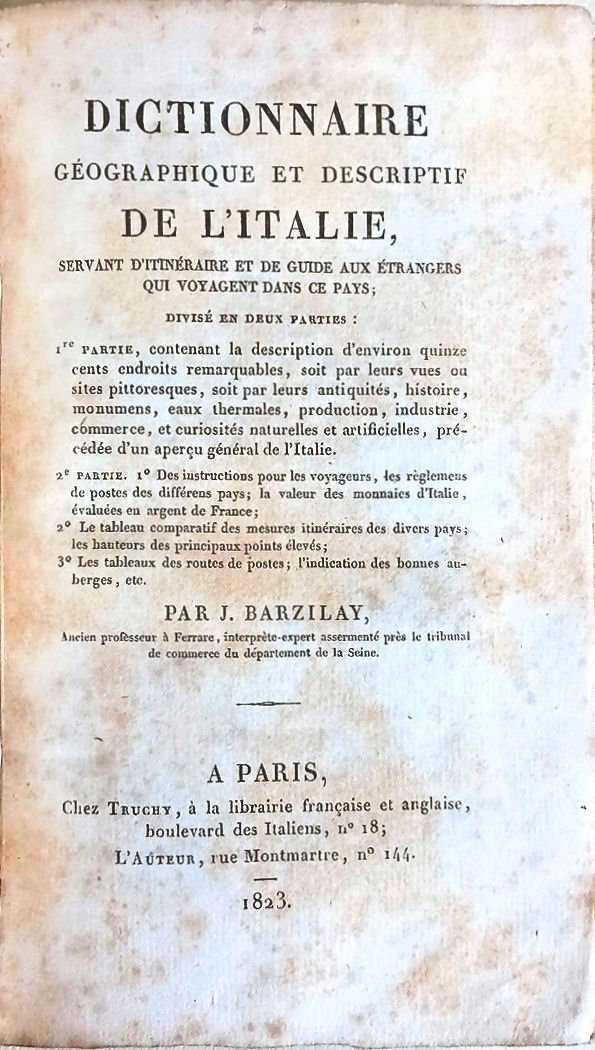 DICTIONNAIRE
GÉOGRAPHIQUE ET DESCRIPTIF
DE L'ITALIE,
SERVANT D'ITINÉRAIRE ET DE GUIDE AUX ÉTRANGERS
QUI VOYAGENT DANS CE PAYS;
DIVISÉ EN DEUX PARTIES :
1re PARTIE, contenant la description d'environ quinze
cents endroits remarquables, soit par leurs vues ou
sites pittoresques, soit par leurs antiquités, histoire,
monumens, eaux thermales, production, industrie,
commerce, et curiosités naturelles et artificielles, pré-
cédée d'un aperçu général de l'Italie.
2e PARTIE. 1º Des instructions pour les voyageurs, les règlemens
de postes des différens pays; la valeur des monnaies d'Italie,
évaluées en argent de France;
2º Le tableau comparatif des mesures itinéraires des divers pays;
les hauteurs des principaux points élevés;
3º Les tableaux des routes de postes; l'indication des bonnes au-
berges, etc.
PAR J. BARZILAY,
Ancien professeur à Ferrare, interprète-expert assermenté près le tribunal
de commerce du département de la Seine.
A PARIS,
Chez TRUCHY, à la librairie française et anglaise,
boulevard des Italiens, nº 18;
L'AUTEUR, rue Montmartre, nº 144.
1823.